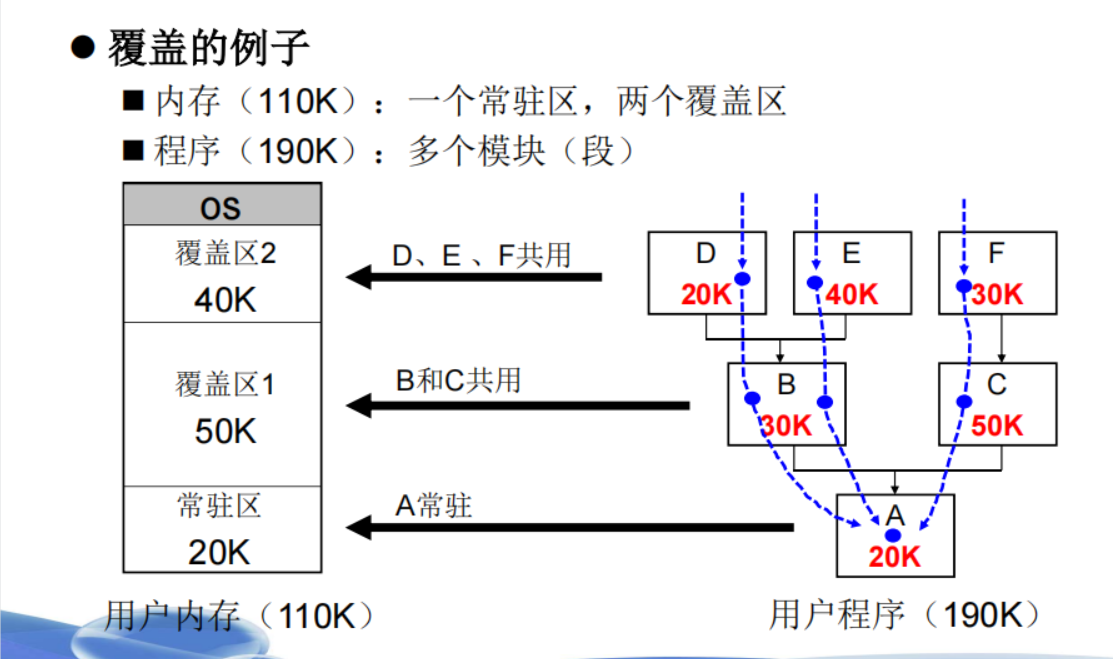 ● 覆盖的例子
■ 内存（110K）：一个常驻区，两个覆盖区
■ 程序（190K）：多个模块（段）
OS
覆盖区2
40K
覆盖区1
50K
常驻区
20K
用户内存（110K）
D、E 、F共用
B和C共用
A常驻
D
20K
E
40K
F
30K
B
30K
C
50K
A
20K
用户程序（190K）